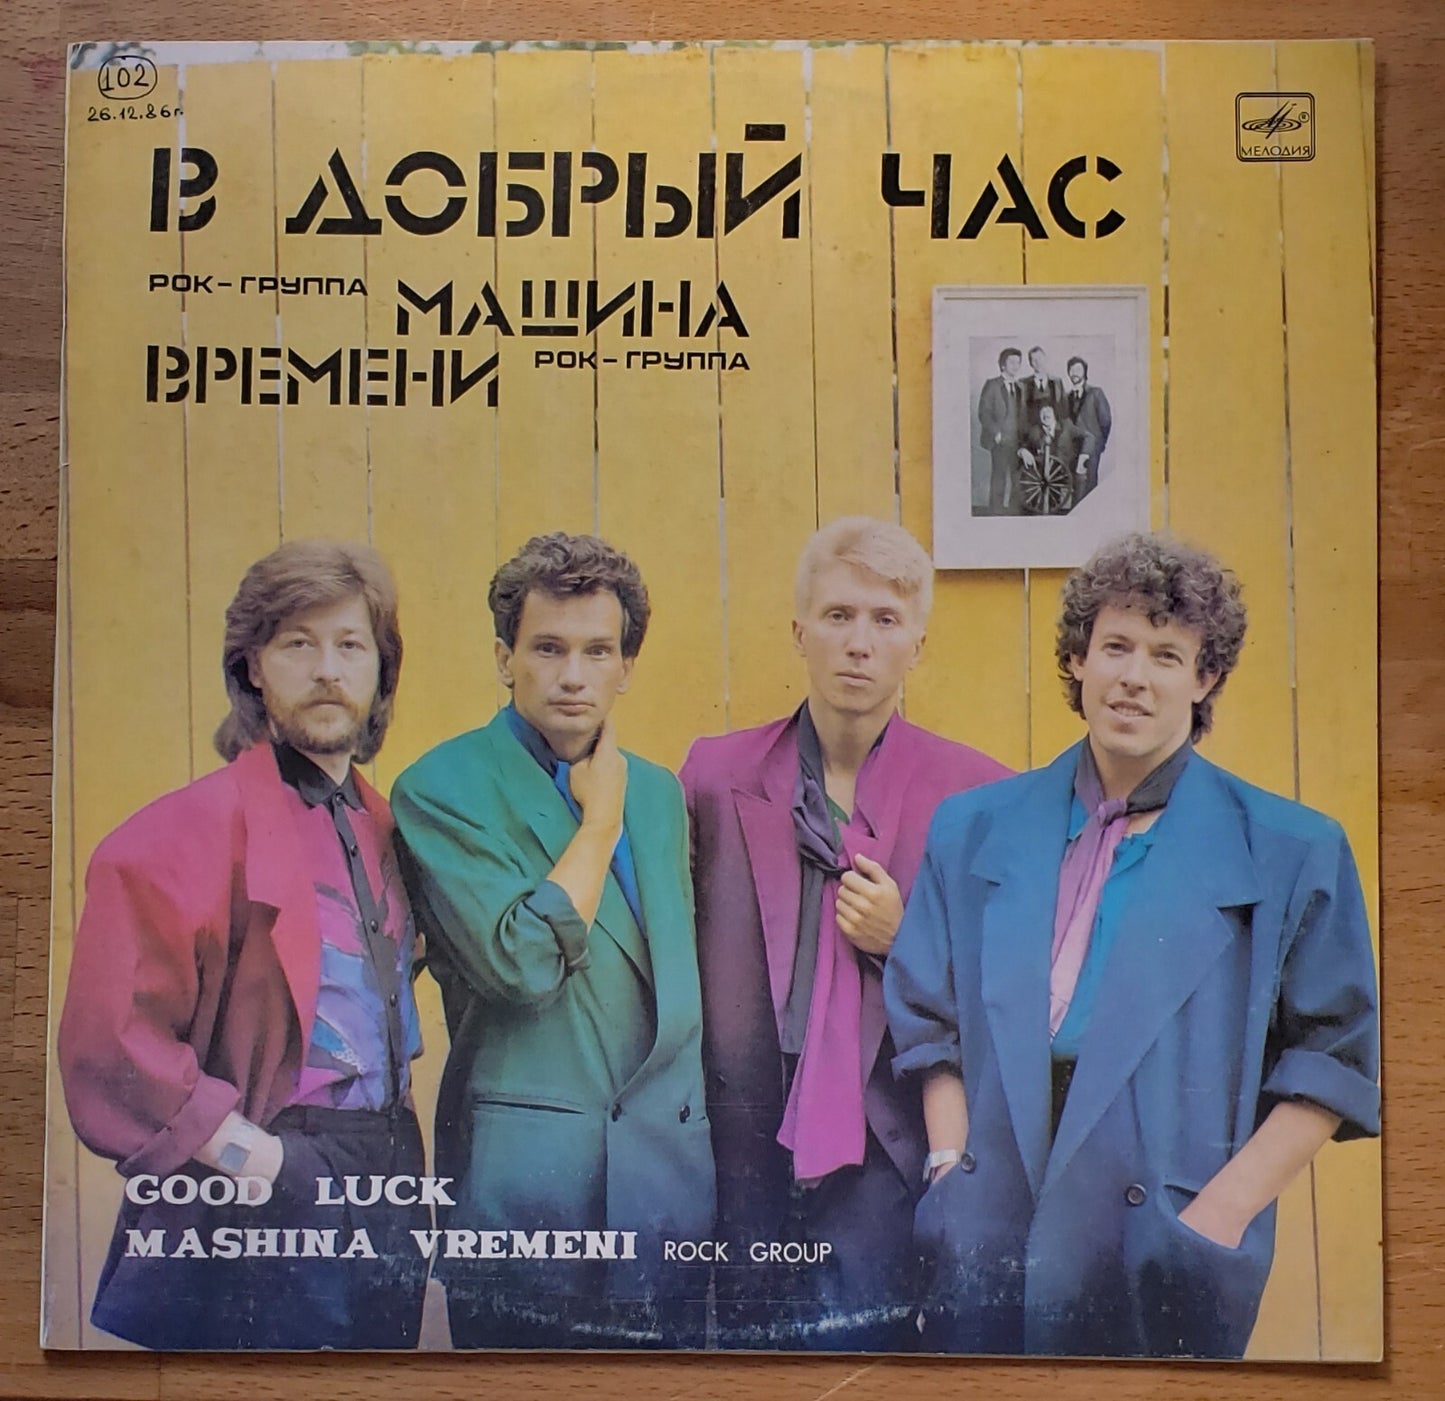 102
26.12.86г.
МЕЛОДИЯ
В ДОБРЫЙ ЧАС
РОК-ГРУППА МАШИНА
ВРЕМЕНИ РОК-ГРУППА
GOOD LUCK
MASHINA VREMENI ROCK GROUP